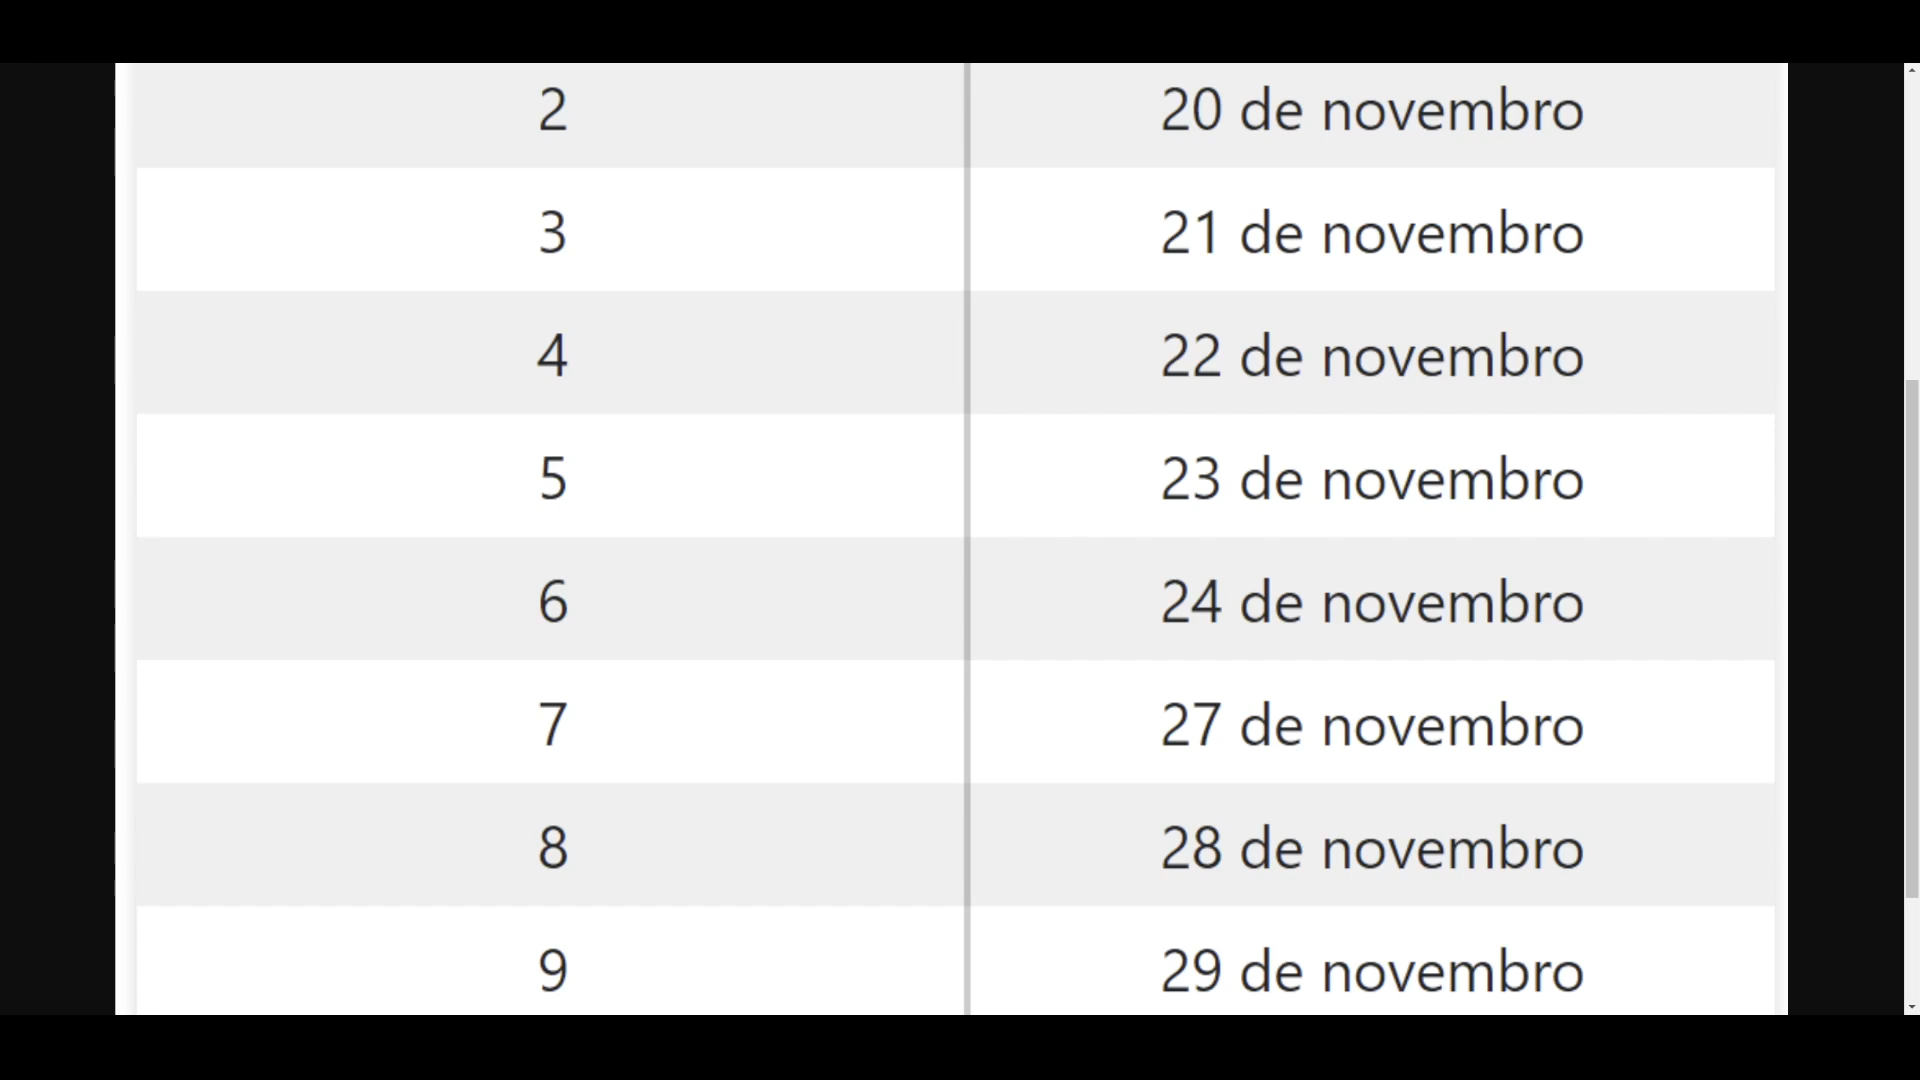 2 20 de novembro
3 21 de novembro
4 22 de novembro
5 23 de novembro
6 24 de novembro
7 27 de novembro
8 28 de novembro
9 29 de novembro